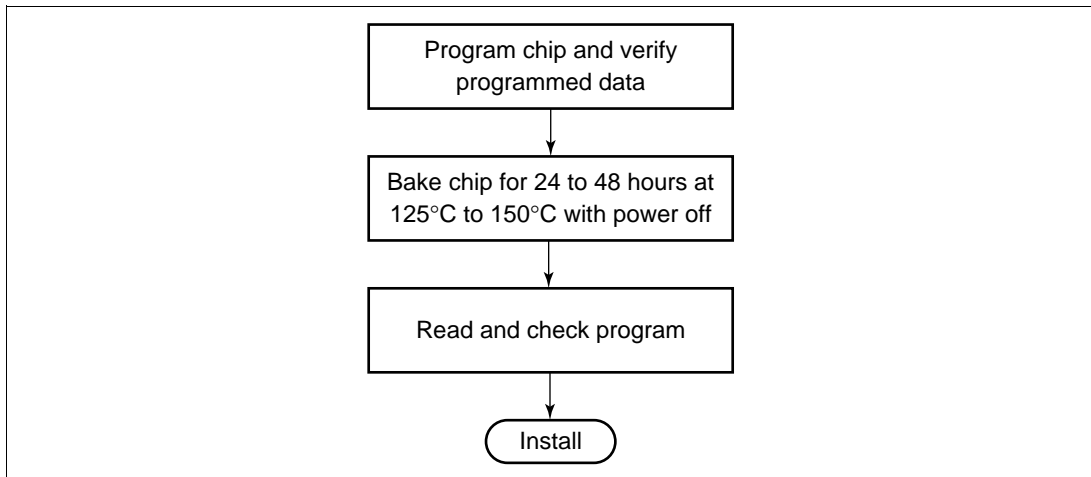 Program chip and verify
programmed data
Bake chip for 24 to 48 hours at
125°C to 150°C with power off
Read and check program
Install